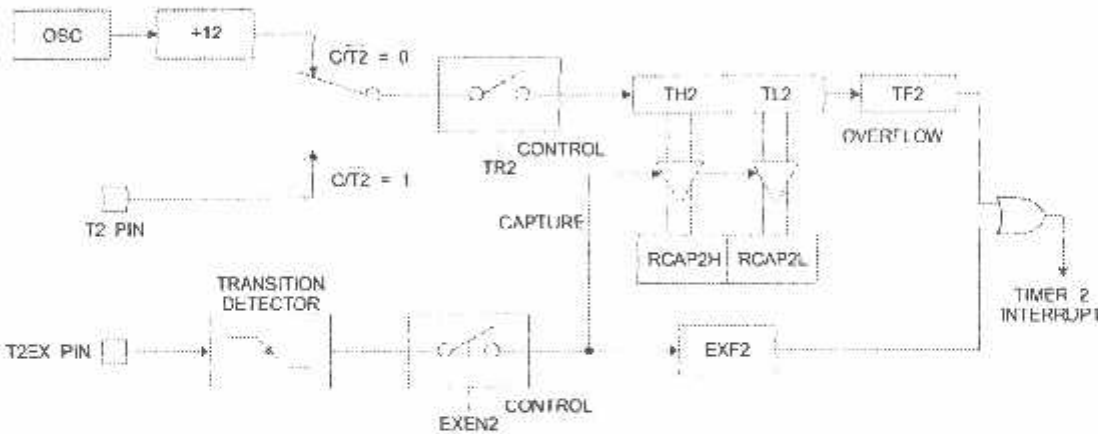 OSC
÷12
C/T2 = 0
TH2
TL2
TF2
OVERFLOW
CONTROL
TR2
C/T2 = 1
T2 PIN
CAPTURE
RCAP2H
RCAP2L
TRANSITION
DETECTOR
TIMER 2
INTERRUPT
T2EX PIN
EXF2
CONTROL
EXEN2